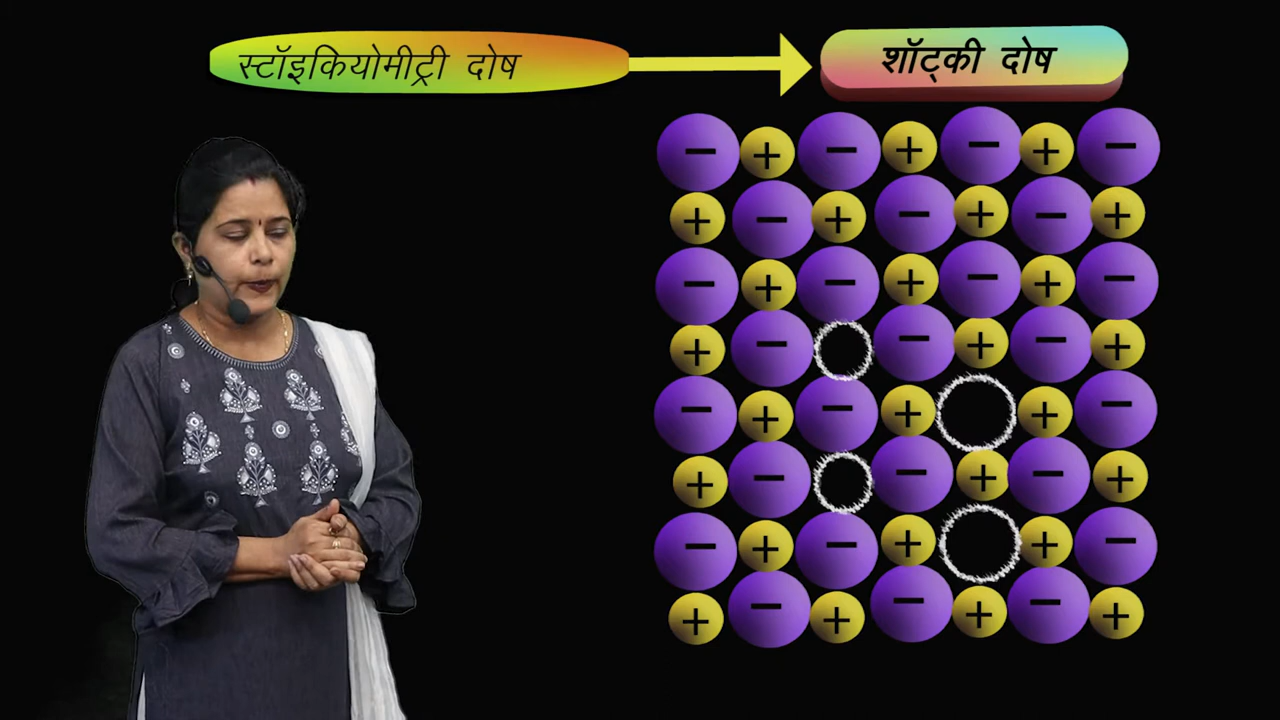 स्टॉइकियोमीट्री दोष
शॉट्की दोष
− + − + − + −
+ − + − + − +
− + − + − + −
+ − − + − +
− + − + + −
+ − − + − +
− + − + + −
+ − + − + − +